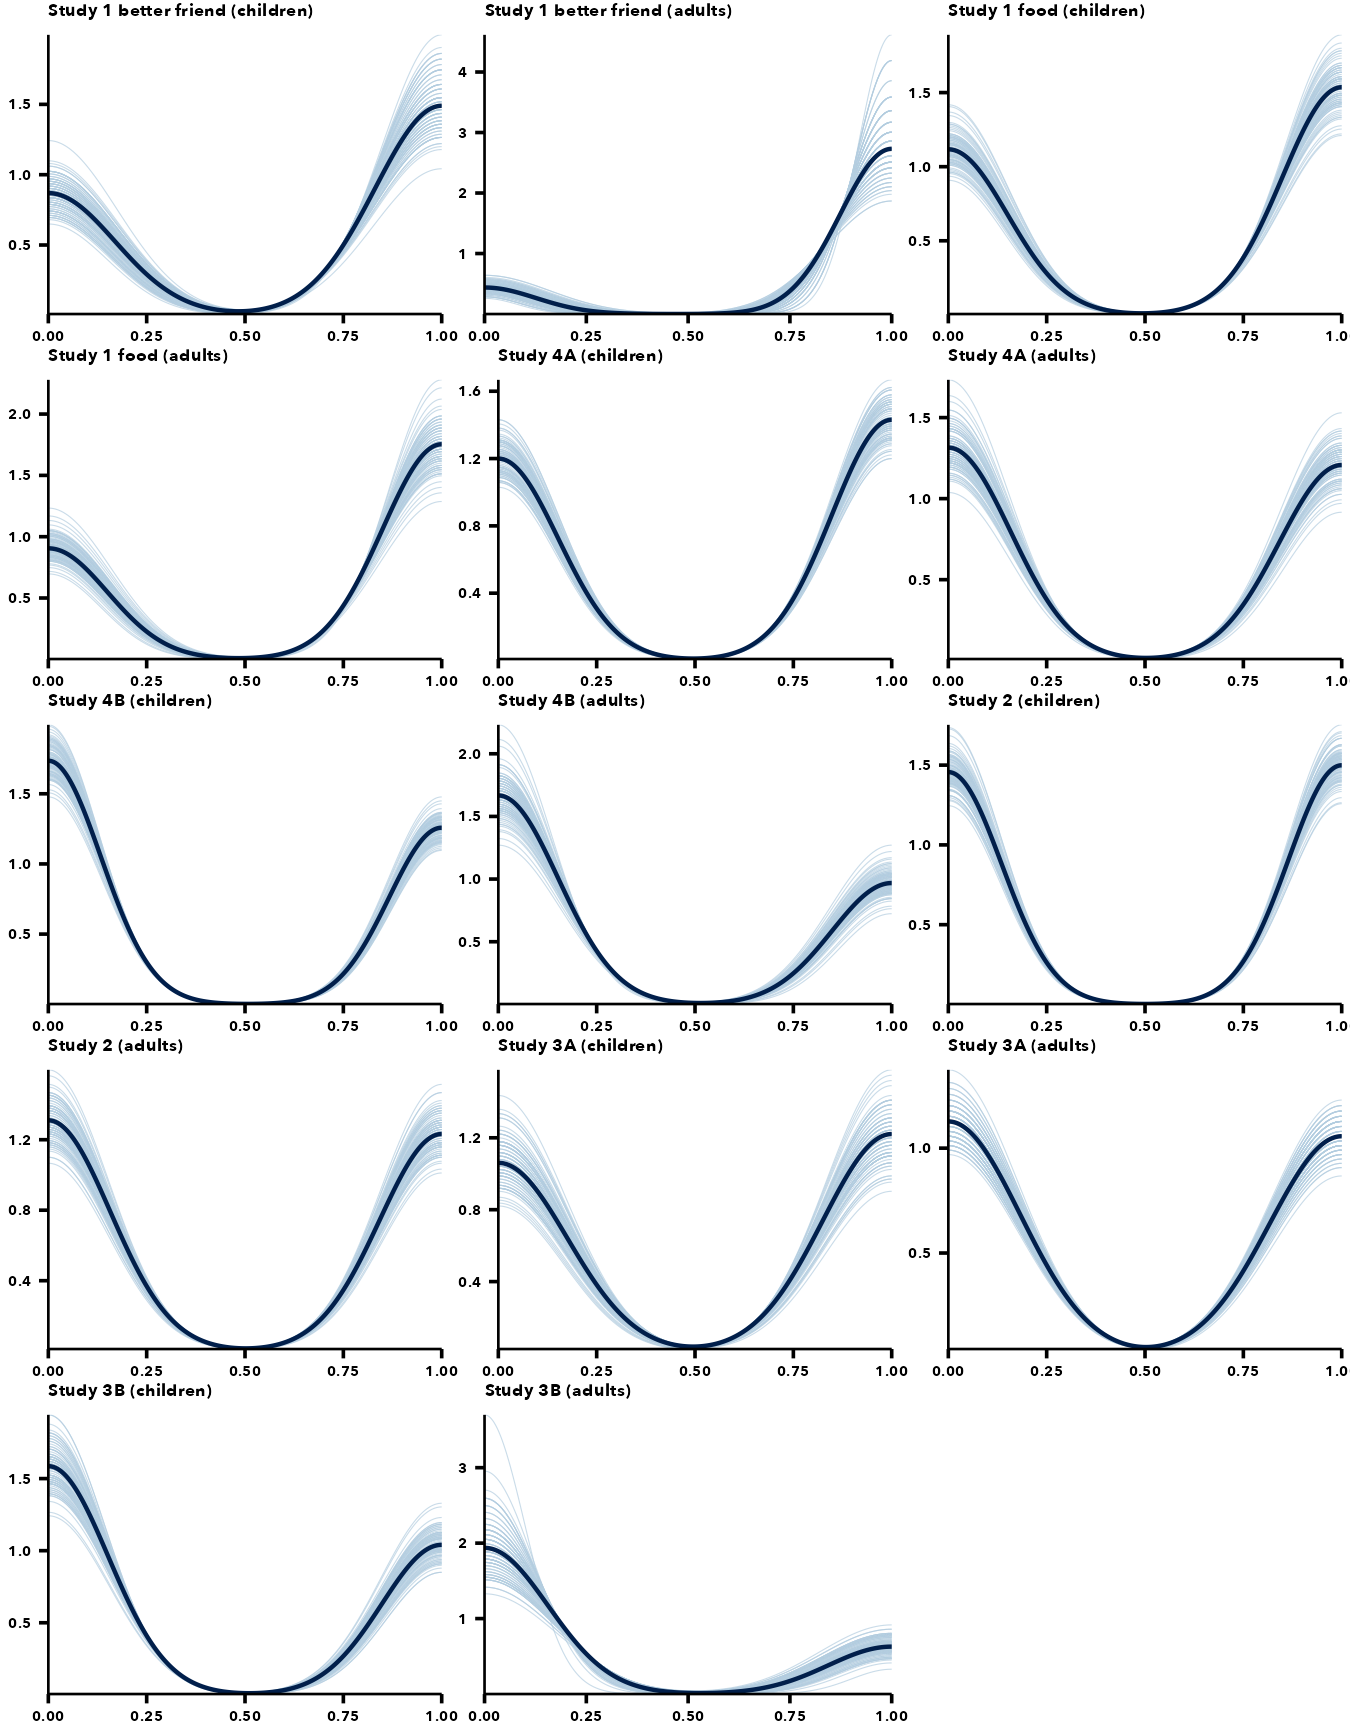 Study 1 better friend (children)
Study 1 better friend (adults)
Study 1 food (children)
1.5
1.0
0.5
0.00 0.25 0.50 0.75 1.00
4
3
2
1
0.00 0.25 0.50 0.75 1.00
1.5
1.0
0.5
0.00 0.25 0.50 0.75 1.0
Study 1 food (adults)
Study 4A (children)
Study 4A (adults)
2.0
1.5
1.0
0.5
0.00 0.25 0.50 0.75 1.00
1.6
1.2
0.8
0.4
0.00 0.25 0.50 0.75 1.00
1.5
1.0
0.5
0.00 0.25 0.50 0.75 1.0
Study 4B (children)
Study 4B (adults)
Study 2 (children)
1.5
1.0
0.5
0.00 0.25 0.50 0.75 1.00
2.0
1.5
1.0
0.5
0.00 0.25 0.50 0.75 1.00
1.5
1.0
0.5
0.00 0.25 0.50 0.75 1.0
Study 2 (adults)
Study 3A (children)
Study 3A (adults)
1.2
0.8
0.4
0.00 0.25 0.50 0.75 1.00
1.2
0.8
0.4
0.00 0.25 0.50 0.75 1.00
1.0
0.5
0.00 0.25 0.50 0.75 1.0
Study 3B (children)
Study 3B (adults)
1.5
1.0
0.5
0.00 0.25 0.50 0.75 1.00
3
2
1
0.00 0.25 0.50 0.75 1.00